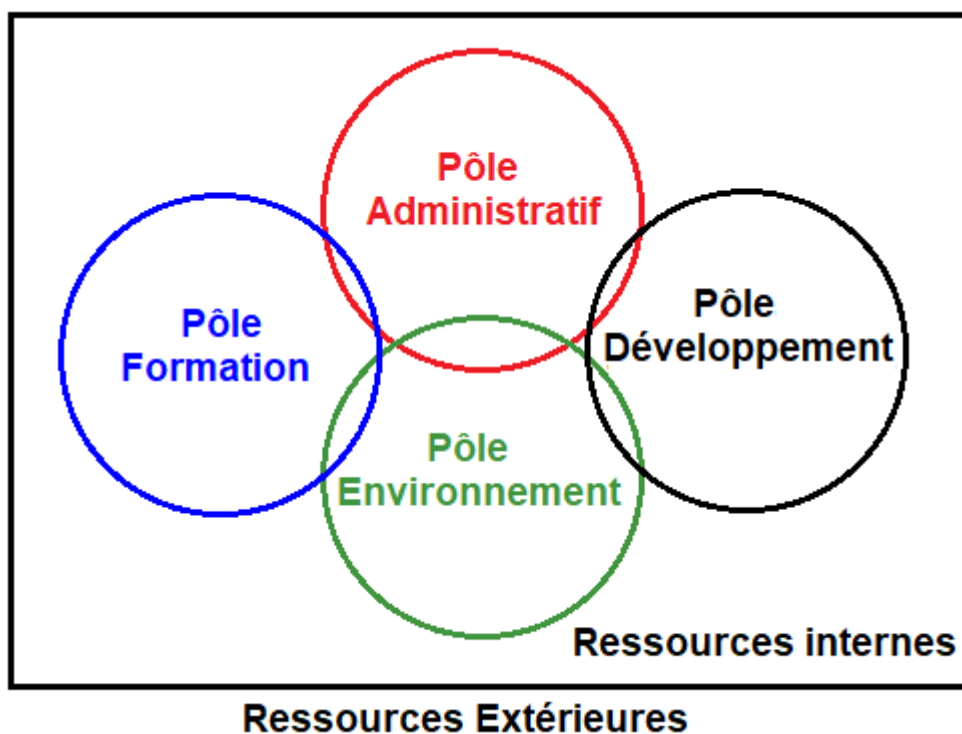 Pôle
Administratif
Pôle
Formation
Pôle
Développement
Pôle
Environnement
Ressources internes
Ressources Extérieures